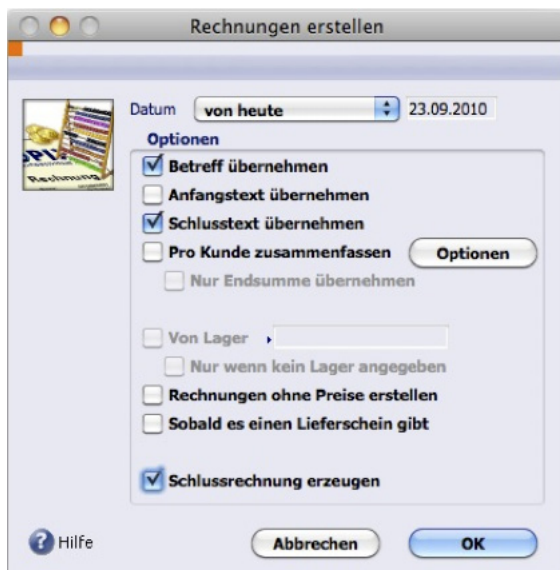 Rechnungen erstellen
Datum von heute 23.09.2010
Optionen
Betreff übernehmen
Anfangstext übernehmen
Schlusstext übernehmen
Pro Kunde zusammenfassen Optionen
Nur Endsumme übernehmen
Von Lager
Nur wenn kein Lager angegeben
Rechnungen ohne Preise erstellen
Sobald es einen Lieferschein gibt
Schlussrechnung erzeugen
Hilfe Abbrechen OK
Rechnung